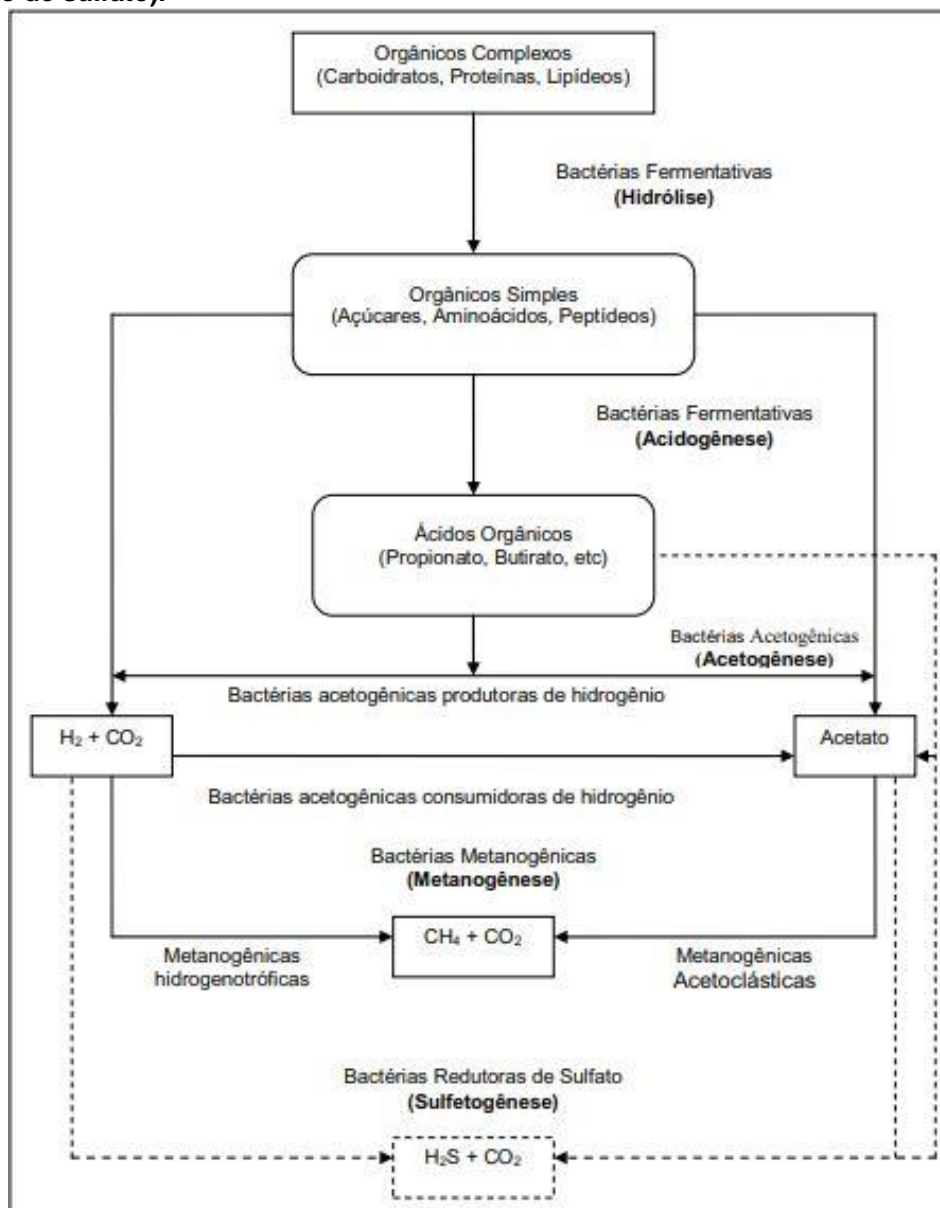 Orgânicos Complexos
(Carboidratos, Proteínas, Lipídeos)
Bactérias Fermentativas
(Hidrólise)
Orgânicos Simples
(Açúcares, Aminoácidos, Peptídeos)
Bactérias Fermentativas
(Acidogênese)
Ácidos Orgânicos
(Propionato, Butirato, etc)
Bactérias Acetogênicas
(Acetogênese)
Bactérias acetogênicas produtoras de hidrogênio
H₂ + CO₂
Acetato
Bactérias acetogênicas consumidoras de hidrogênio
Bactérias Metanogênicas
(Metanogênese)
CH₄ + CO₂
Metanogênicas
hidrogenotróficas
Metanogênicas
Acetoclásticas
Bactérias Redutoras de Sulfato
(Sulfetogênese)
H₂S + CO₂